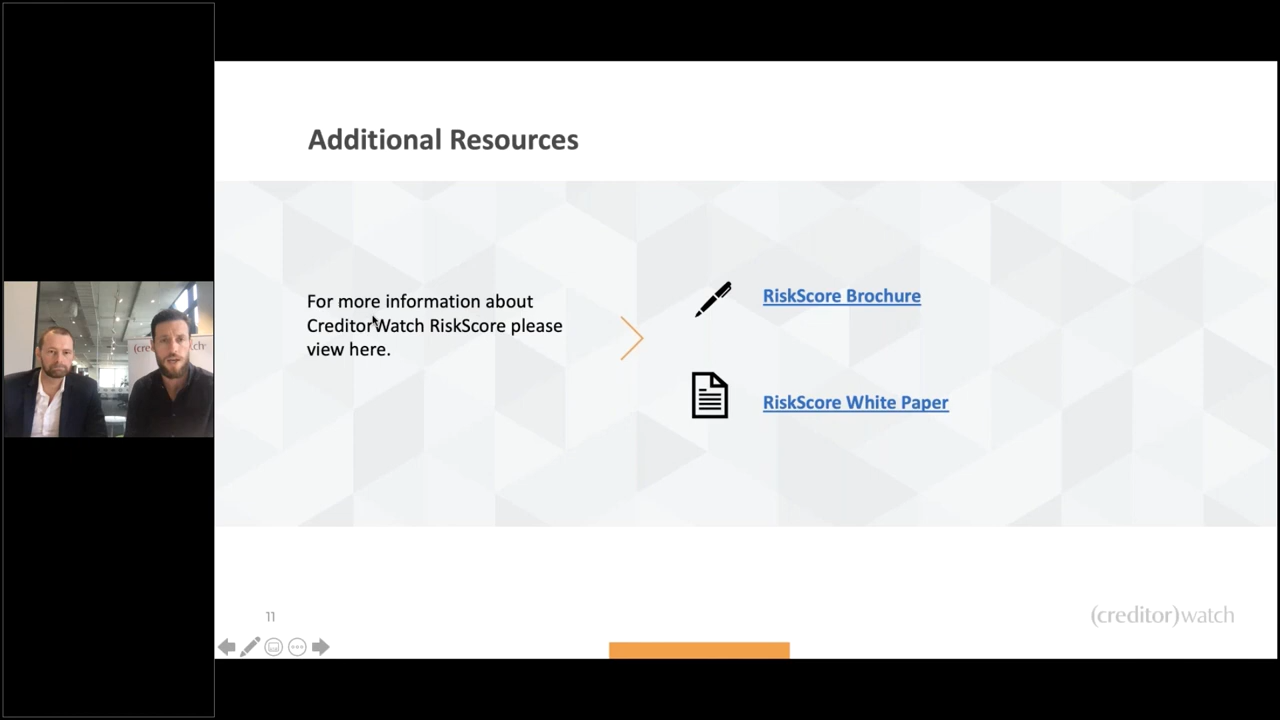 Additional Resources
For more information about
CreditorWatch RiskScore please
view here.
RiskScore Brochure
RiskScore White Paper
11
(creditor)watch